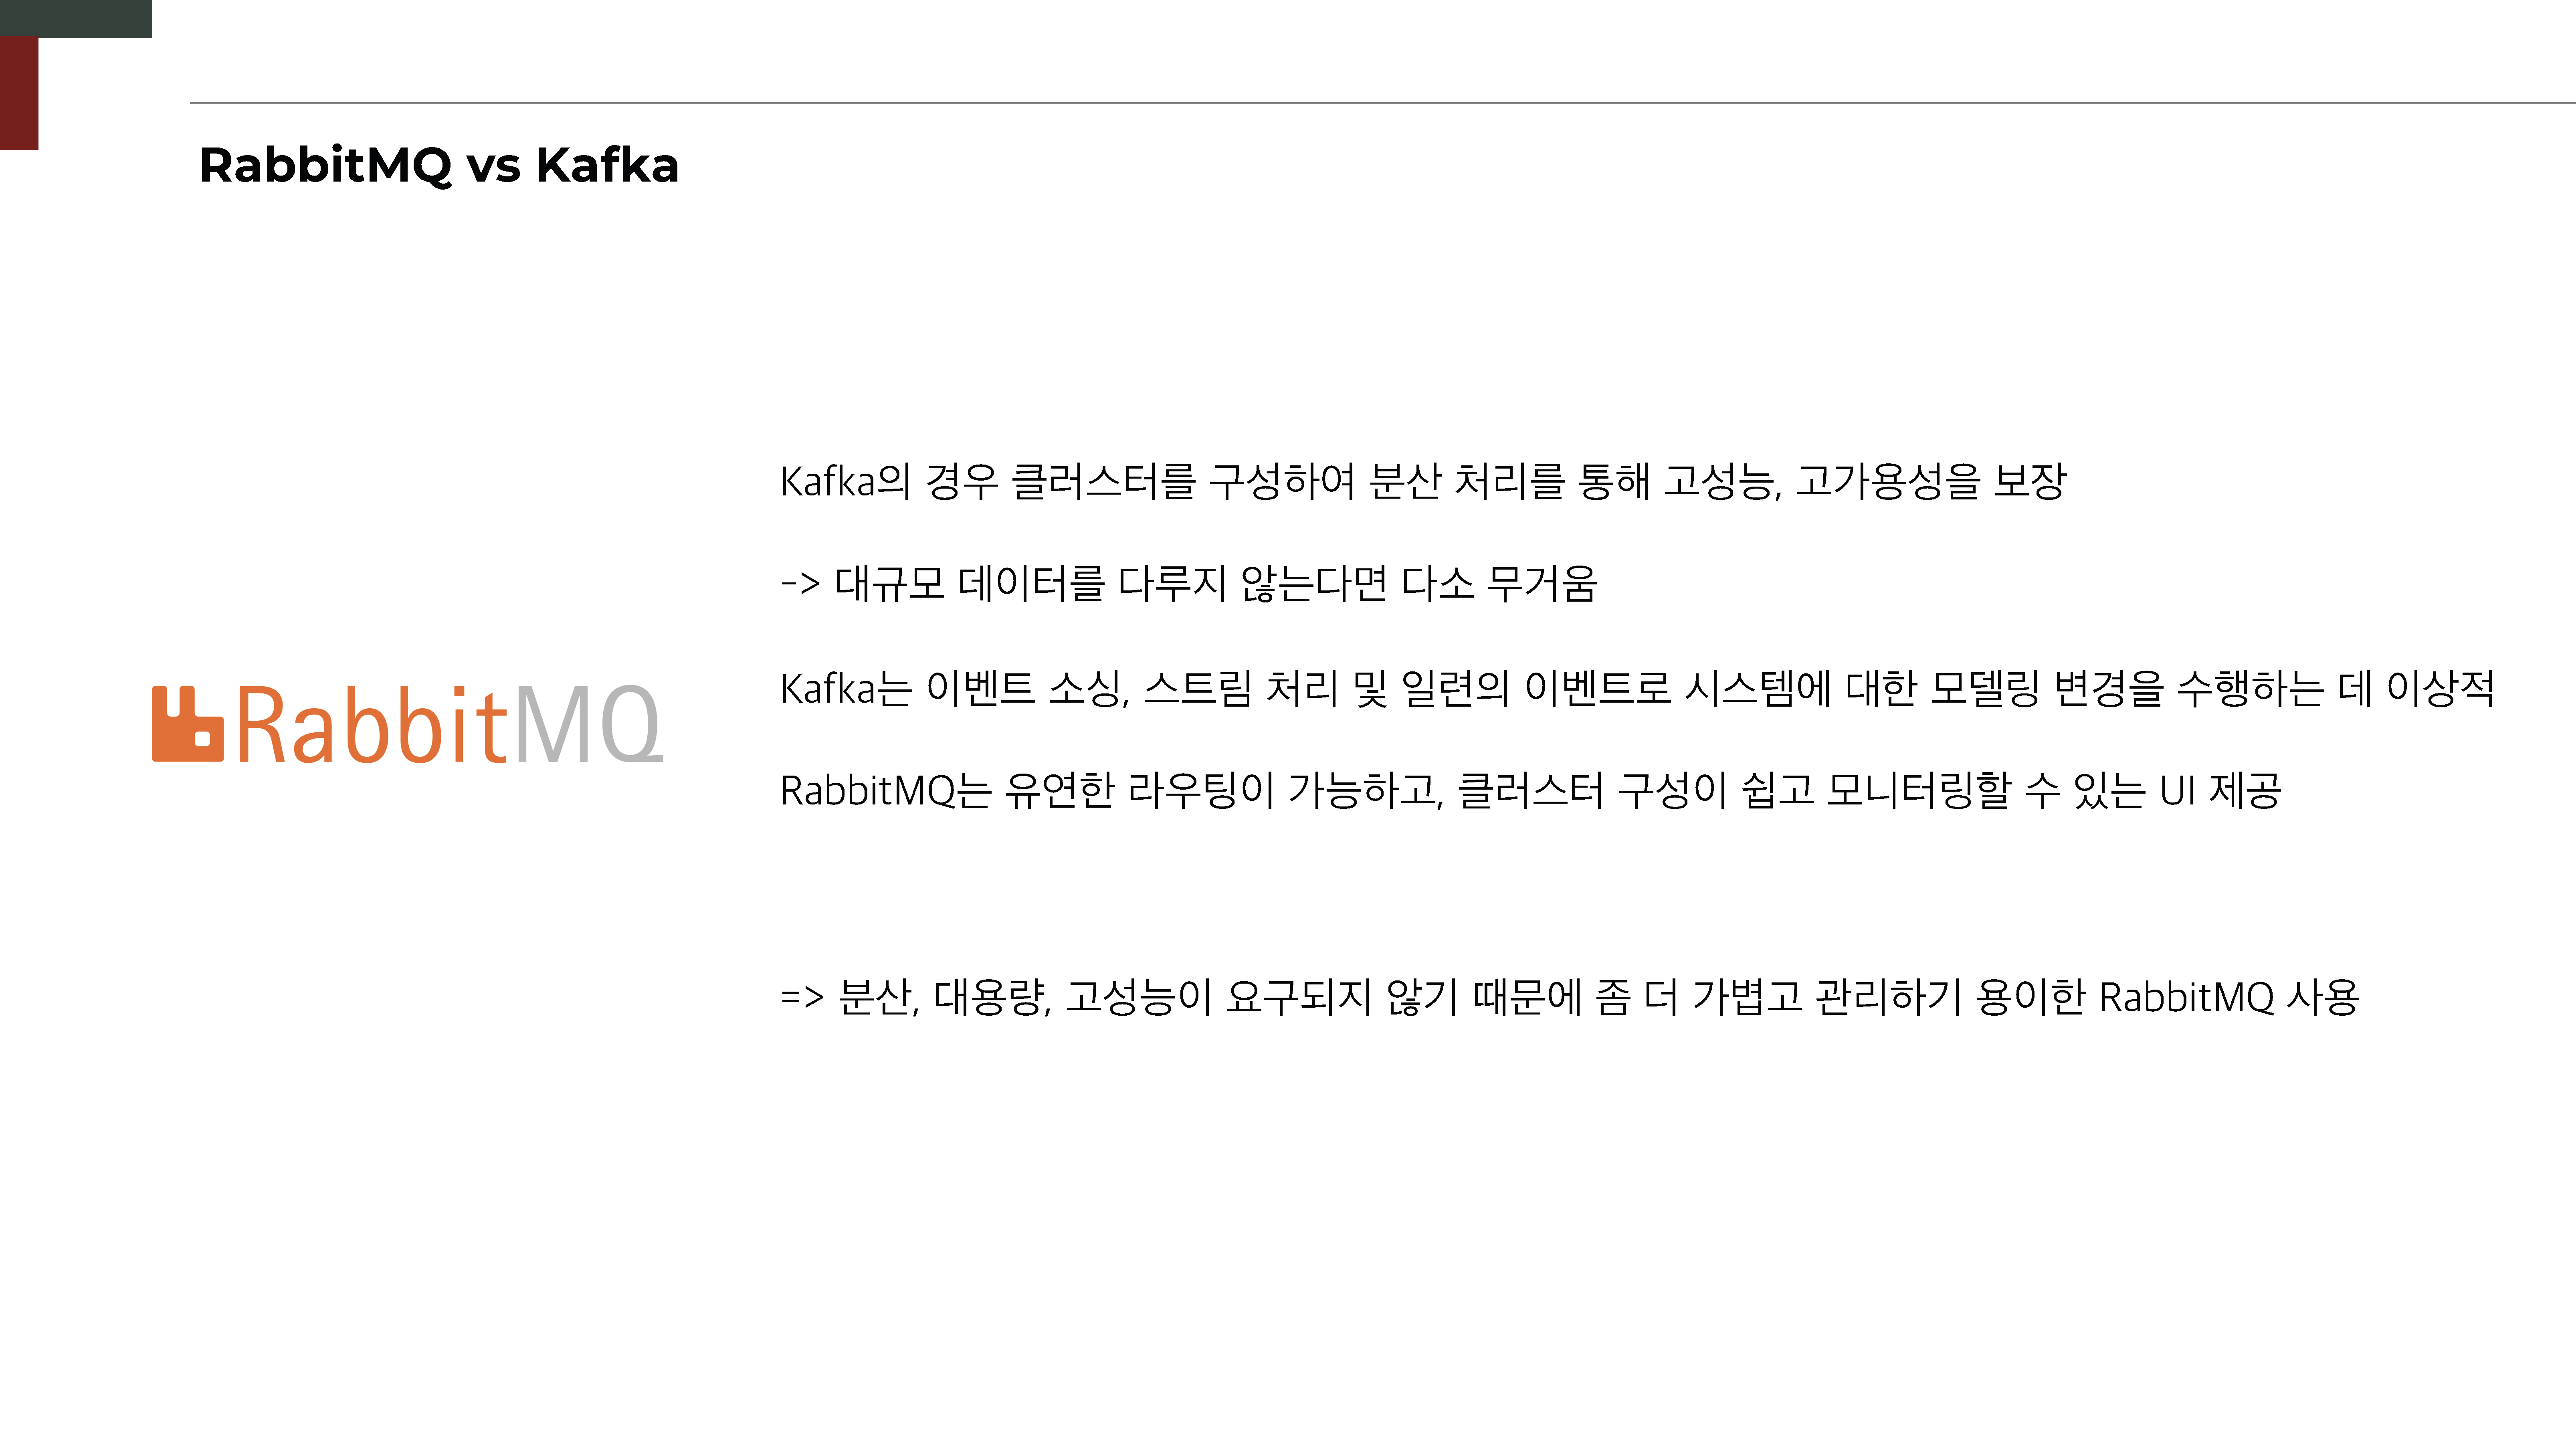 RabbitMQ vs Kafka
Kafka의 경우 클러스터를 구성하여 분산 처리를 통해 고성능, 고가용성을 보장
-> 대규모 데이터를 다루지 않는다면 다소 무거움
Kafka는 이벤트 소싱, 스트림 처리 및 일련의 이벤트로 시스템에 대한 모델링 변경을 수행하는 데 이상적
RabbitMQ
RabbitMQ는 유연한 라우팅이 가능하고, 클러스터 구성이 쉽고 모니터링할 수 있는 UI 제공
=> 분산, 대용량, 고성능이 요구되지 않기 때문에 좀 더 가볍고 관리하기 용이한 RabbitMQ 사용